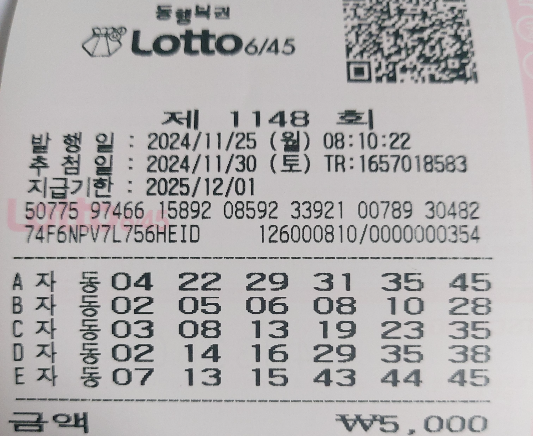 동행복권
Lotto 6/45
제 1148 회
발 행 일 : 2024/11/25 (월) 08:10:22
추 첨 일 : 2024/11/30 (토) TR:1657018583
지급기한 : 2025/12/01
50775 97466 15892 08592 33921 00789 30482
74F6NPV7L756HEID 126000810/0000000354
A 자 동 04 22 29 31 35 45
B 자 동 02 05 06 08 10 28
C 자 동 03 08 13 19 23 35
D 자 동 02 14 16 29 35 38
E 자 동 07 13 15 43 44 45
금액 ₩5,000